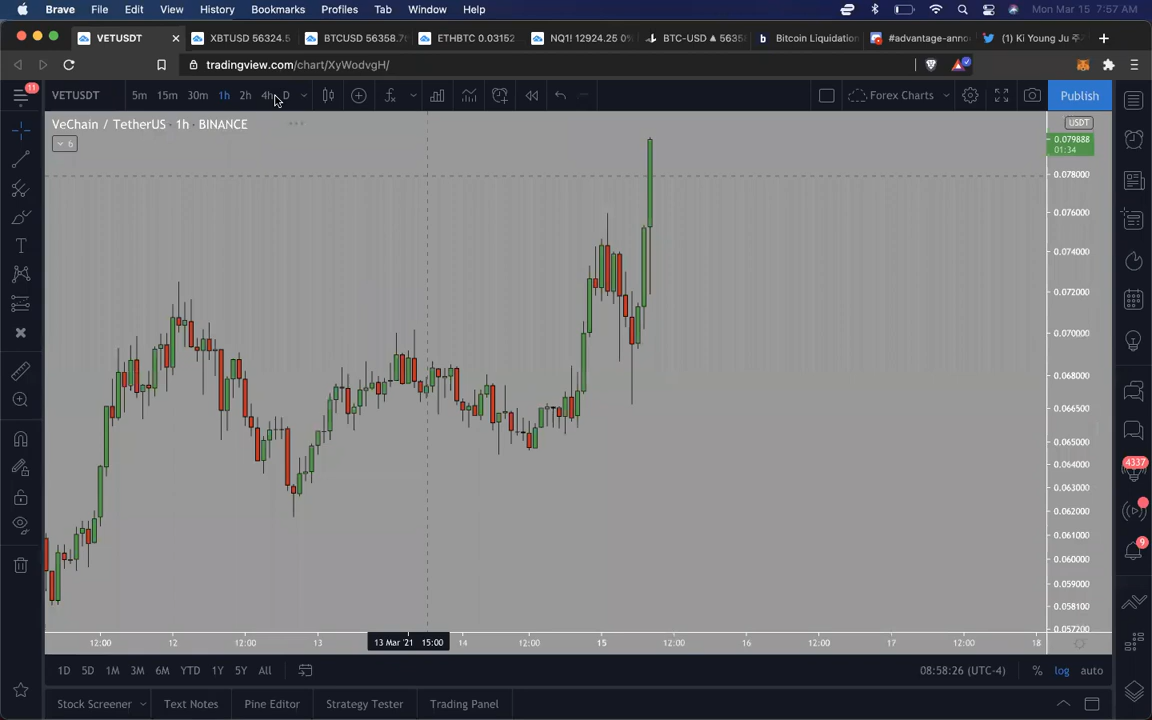 Brave File Edit View History Bookmarks Profiles Tab Window Help Mon Mar 15 7:57 AM
VETUSDT XBTUSD 56324.5 BTCUSD 56358.7 ETHBTC 0.03152 NQ1! 12924.25 0% BTC-USD ▲ 5635 Bitcoin Liquidation #advantage-anno (1) Ki Young Ju 주
tradingview.com/chart/XyWodvgH/
11 VETUSDT 5m 15m 30m 1h 2h 4h D Forex Charts Publish
VeChain / TetherUS · 1h · BINANCE USDT
6
0.079888
01:34
0.078000
0.076000
0.074000
0.072000
0.070000
0.068000
0.066500
0.065000
0.064000
0.063000
0.062000
0.061000
0.060000
0.059000
0.058100
0.057200
4337
9
12:00 12 12:00 13 13 Mar '21 15:00 14 12:00 15 12:00 16 12:00 17 12:00 18
1D 5D 1M 3M 6M YTD 1Y 5Y All 08:58:26 (UTC-4) % log auto
Stock Screener Text Notes Pine Editor Strategy Tester Trading Panel